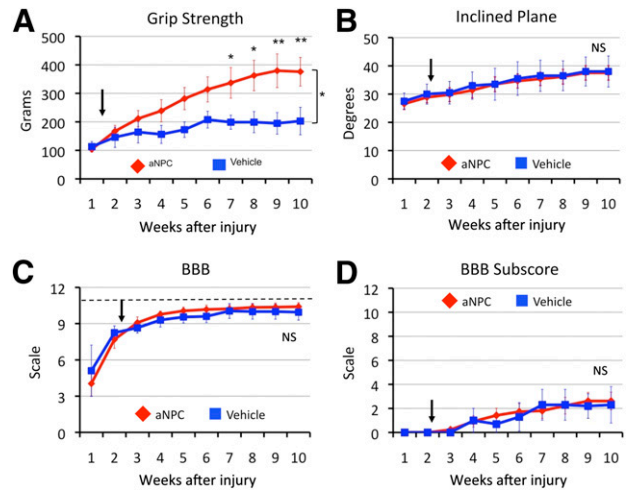 A
Grip Strength
Grams
500
400
300
200
100
0
* * ** **
*
aNPC Vehicle
1 2 3 4 5 6 7 8 9 10
Weeks after injury
B
Inclined Plane
Degrees
50
40
30
20
10
0
NS
aNPC Vehicle
1 2 3 4 5 6 7 8 9 10
Weeks after injury
C
BBB
Scale
12
9
6
3
0
NS
aNPC Vehicle
1 2 3 4 5 6 7 8 9 10
Weeks after injury
D
BBB Subscore
Scale
12
10
8
6
4
2
0
aNPC Vehicle
NS
1 2 3 4 5 6 7 8 9 10
Weeks after injury